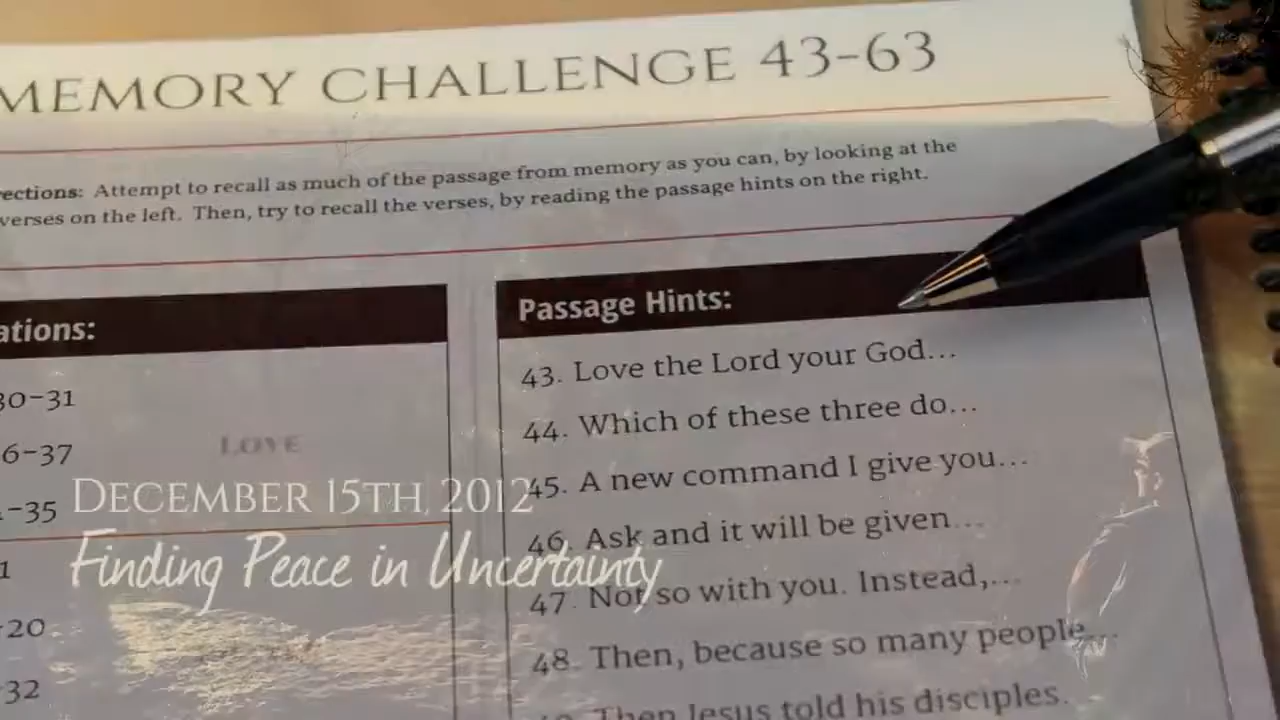 MEMORY CHALLENGE 43-63
rections: Attempt to recall as much of the passage from memory as you can, by looking at the
verses on the left. Then, try to recall the verses, by reading the passage hints on the right.
ations:
30-31
6-37
-35
1
-20
-32
LOVE
Passage Hints:
43. Love the Lord your God...
44. Which of these three do...
45. A new command I give you...
46. Ask and it will be given...
47. Not so with you. Instead,...
48. Then, because so many people...
Then Jesus told his disciples.
DECEMBER 15TH, 2012
Finding Peace in Uncertainty